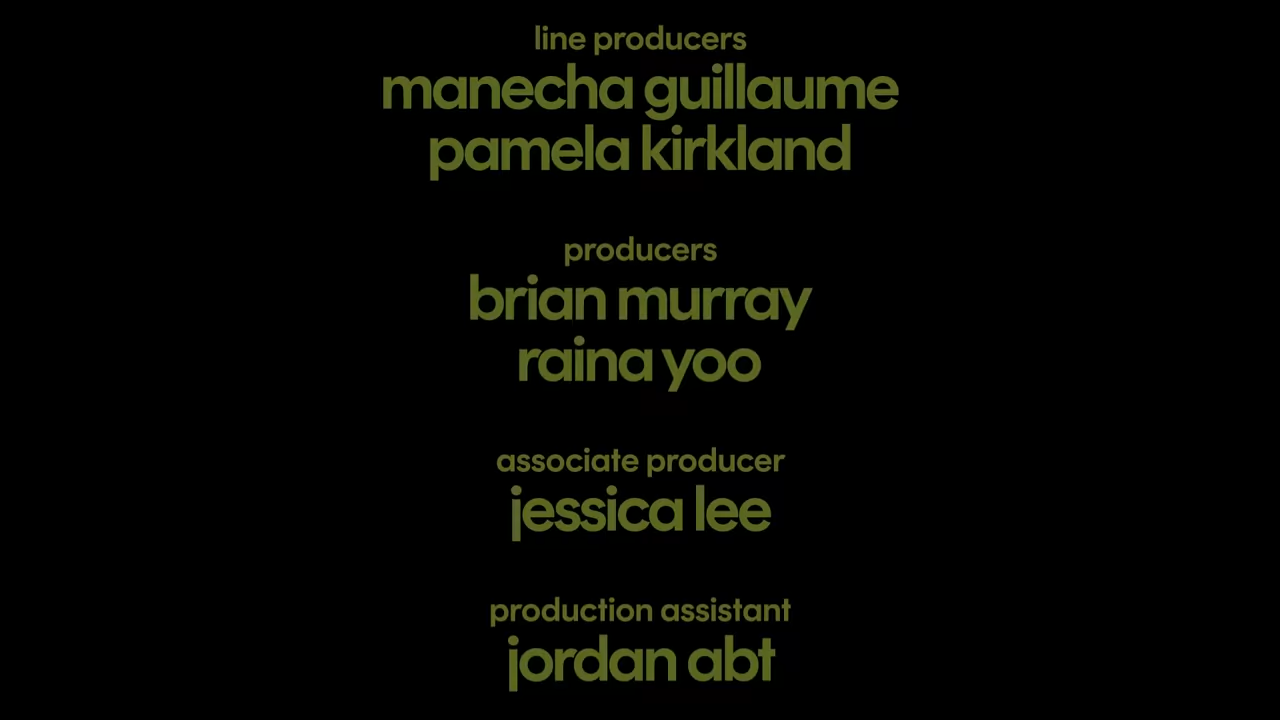 line producers
manecha guillaume
pamela kirkland
producers
brian murray
raina yoo
associate producer
jessica lee
production assistant
jordan abt